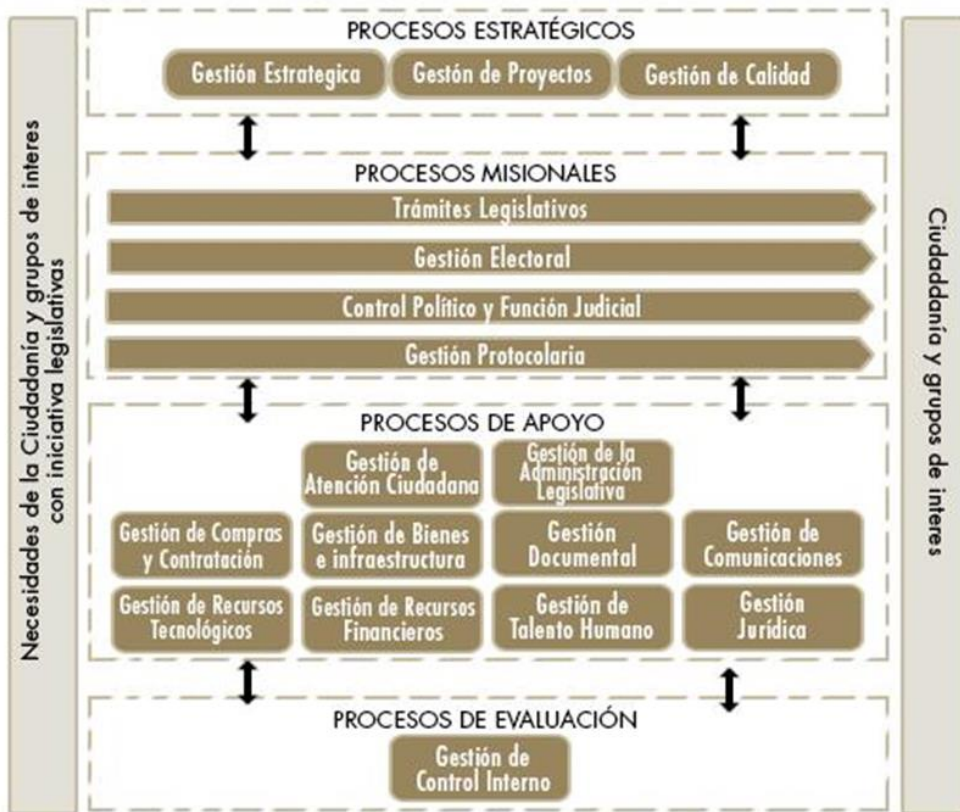 Necesidades de la Ciudadanía y grupos de interes
con iniciativa legislativas
PROCESOS ESTRATÉGICOS
Gestión Estrategica
Gestón de Proyectos
Gestión de Calidad
PROCESOS MISIONALES
Trámites Legislativos
Gestión Electoral
Control Político y Función Judicial
Gestión Protocolaria
PROCESOS DE APOYO
Gestión de
Atención Ciudadana
Gestión de la
Administración
Legislativa
Gestión de Compras
y Contratación
Gestión de Bienes
e infraestructura
Gestión
Documental
Gestión de
Comunicaciones
Gestión de Recursos
Tecnológicos
Gestión de Recursos
Financieros
Gestión de
Talento Humano
Gestión
Jurídica
PROCESOS DE EVALUACIÓN
Gestión de
Control Interno
Ciudaddanía y grupos de interes